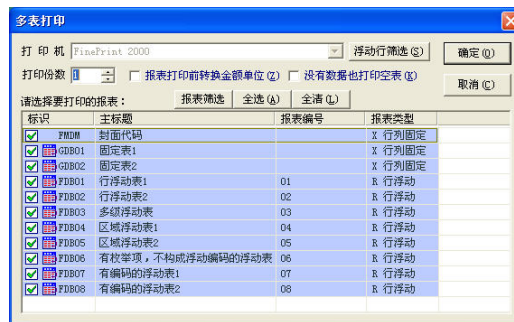 多表打印
打 印 机 FinePrint 2000 浮动行筛选(S) 确定(O)
打印份数 1 报表打印前转换金额单位(Z) 没有数据也打印空表(K) 取消(C)
请选择要打印的报表： 报表筛选 全选(A) 全清(L)
标识 主标题 报表编号 报表类型
FMDM 封面代码 X 行列固定
GDB01 固定表1 X 行列固定
GDB02 固定表2 X 行列固定
FDB01 行浮动表1 01 R 行浮动
FDB02 行浮动表2 02 R 行浮动
FDB03 多级浮动表 03 R 行浮动
FDB04 区域浮动表1 04 R 行浮动
FDB05 区域浮动表2 05 R 行浮动
FDB06 有枚举项，不构成浮动编码的浮动表 06 R 行浮动
FDB07 有编码的浮动表1 07 R 行浮动
FDB08 有编码的浮动表2 08 R 行浮动